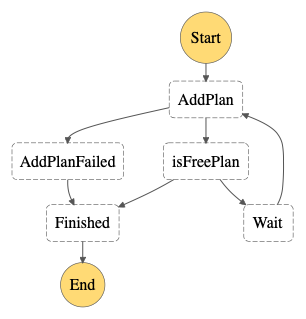 Start
AddPlan
AddPlanFailed
isFreePlan
Finished
Wait
End